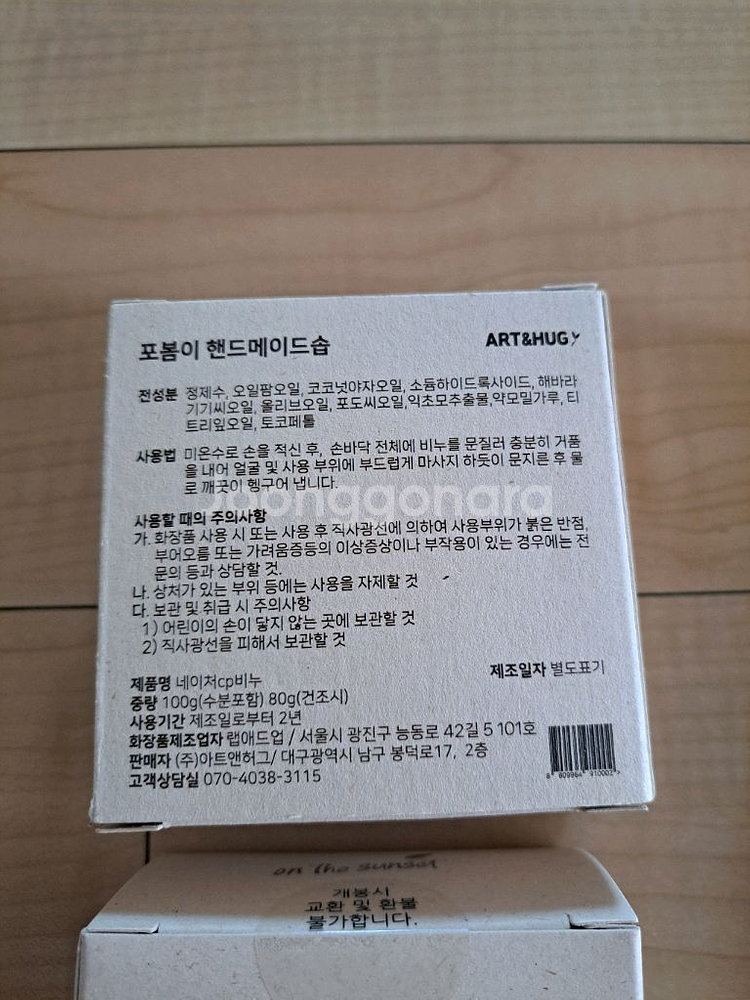 포봄이 핸드메이드솝
ART&HUG
전성분 정제수, 오일팜오일, 코코넛야자오일, 소듐하이드록사이드, 해바라
기기씨오일, 올리브오일, 포도씨오일,익초모추출물,약모밀가루, 티
트리잎오일, 토코페톨
사용법 미온수로 손을 적신 후, 손바닥 전체에 비누를 문질러 충분히 거품
을 내어 얼굴 및 사용 부위에 부드럽게 마사지 하듯이 문지른 후 물
로 깨끗이 헹구어 냅니다.
joonggonara
사용할 때의 주의사항
가. 화장품 사용 시 또는 사용 후 직사광선에 의하여 사용부위가 붉은 반점,
부어오름 또는 가려움증등의 이상증상이나 부작용이 있는 경우에는 전
문의 등과 상담할 것.
나. 상처가 있는 부위 등에는 사용을 자제할 것
다. 보관 및 취급 시 주의사항
1) 어린이의 손이 닿지 않는 곳에 보관할 것
2) 직사광선을 피해서 보관할 것
제조일자 별도표기
제품명 네이처cp비누
중량 100g(수분포함) 80g(건조시)
사용기간 제조일로부터 2년
화장품제조업자 랩애드업 / 서울시 광진구 능동로 42길 5 101호
판매자 (주)아트앤허그/ 대구광역시 남구 봉덕로17, 2층
고객상담실 070-4038-3115
8 809964 910002 >
on the sunset
개봉시
교환 및 환불
불가합니다.